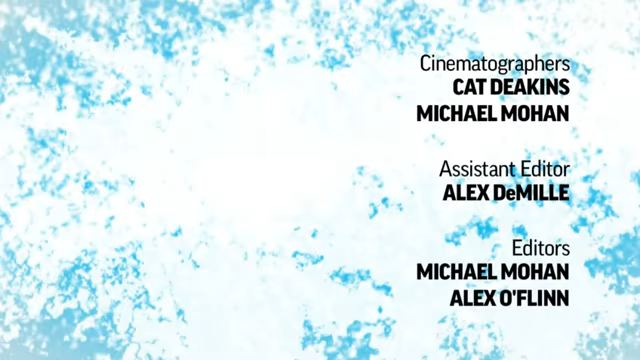 Cinematographers
CAT DEAKINS
MICHAEL MOHAN
Assistant Editor
ALEX DeMILLE
Editors
MICHAEL MOHAN
ALEX O'FLINN